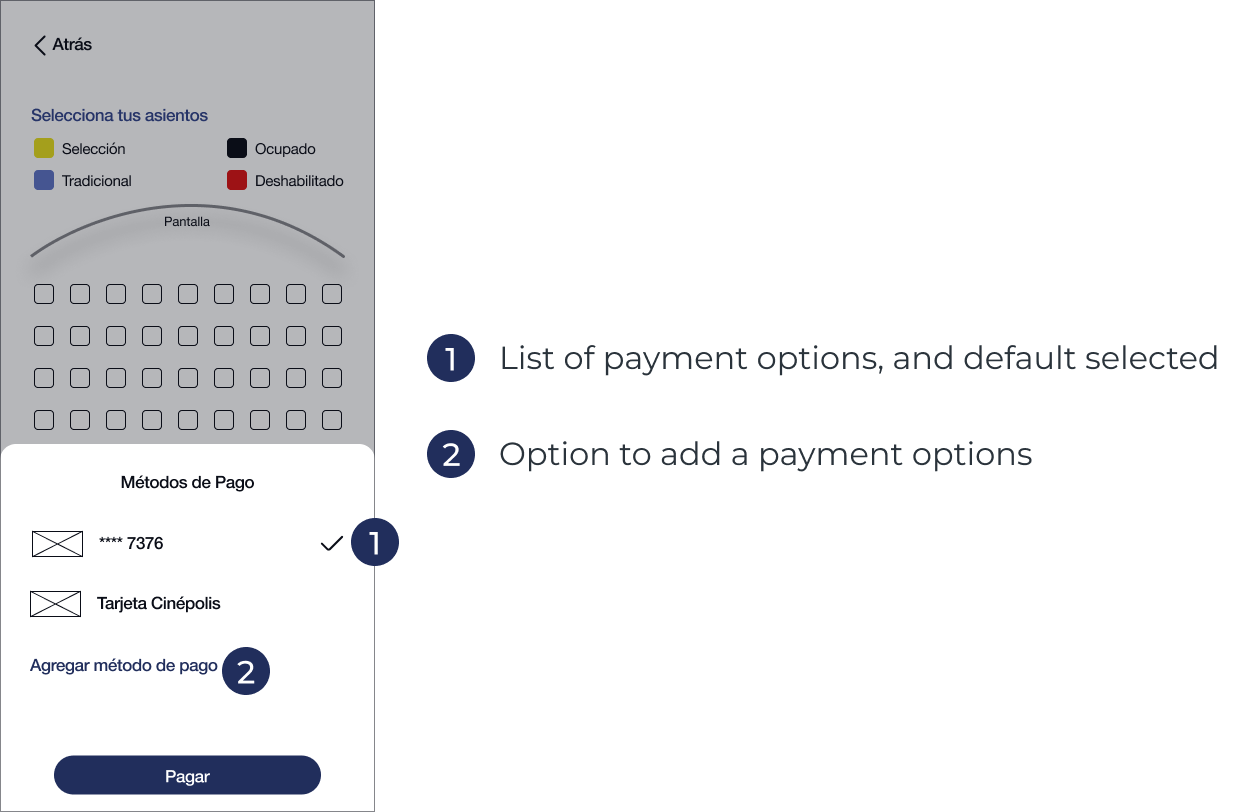 Atrás
Selecciona tus asientos
Selección
Ocupado
Tradicional
Deshabilitado
Pantalla
Métodos de Pago
**** 7376
1
Tarjeta Cinépolis
Agregar método de pago
2
Pagar
1 List of payment options, and default selected
2 Option to add a payment options